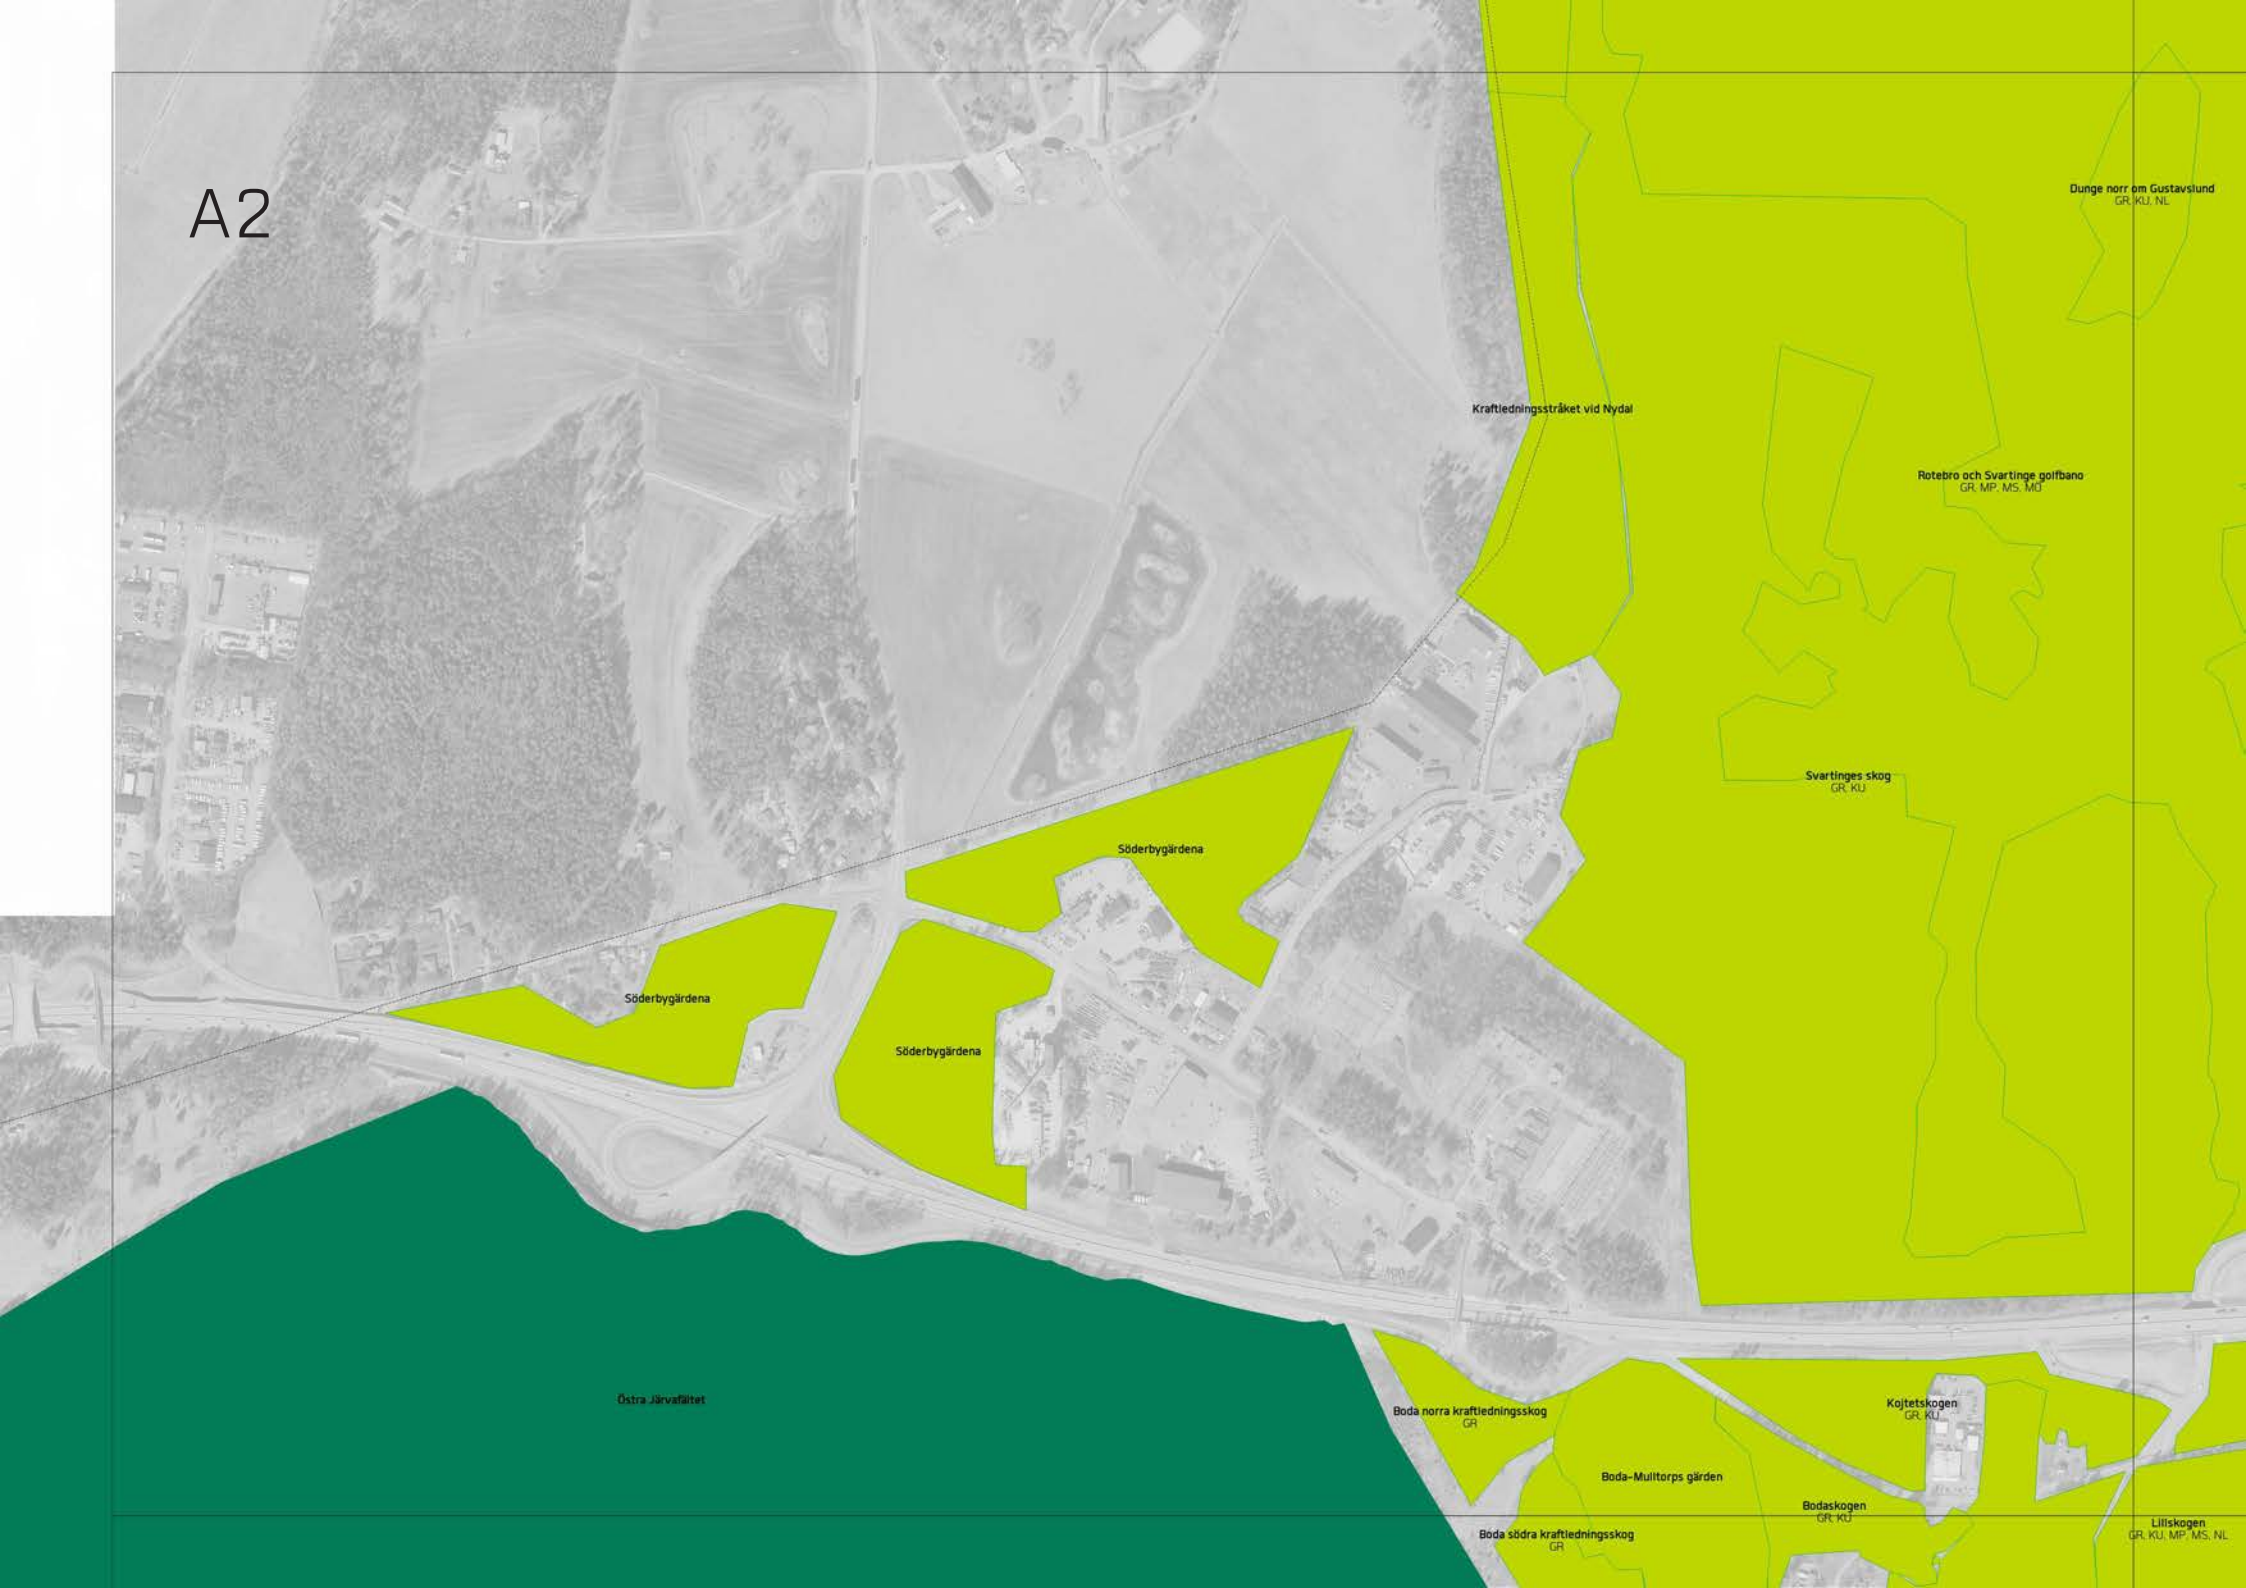 A2
Dunge norr om Gustavslund
GR, KU, NL
Kraftledningsstråket vid Nydal
Rotebro och Svartinge golfbano
GR, MP, MS, MO
Svartinges skog
GR, KU
Söderbygärdena
Söderbygärdena
Söderbygärdena
Östra Järvafältet
Boda norra kraftledningsskog
GR
Kojtetskogen
GR, KU
Boda-Mulltorps gärden
Bodaskogen
GR, KU
Boda södra kraftledningsskog
GR
Lillskogen
GR, KU, MP, MS, NL